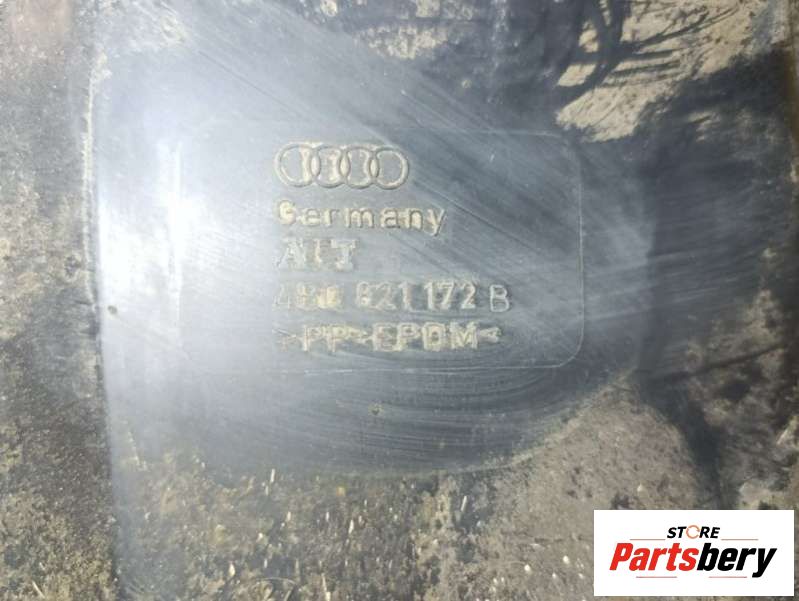 Germany
821 172 B
>PP-EPDM<
STORE
Partsbery